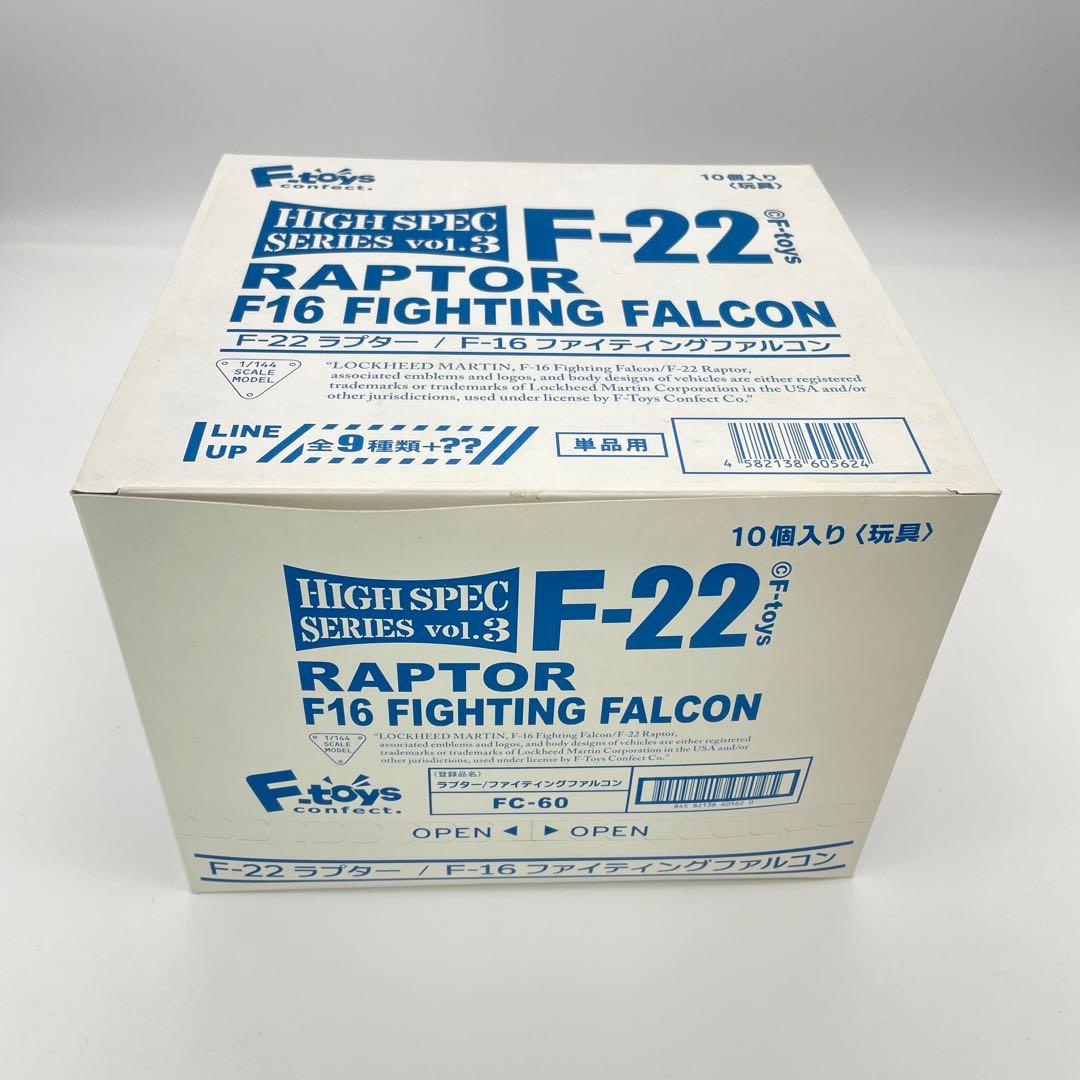 F-toys
confect.
10個入り
〈玩具〉
HIGH SPEC
SERIES vol.3
F-22
©F-toys
RAPTOR
F16 FIGHTING FALCON
F-22 ラプター / F-16 ファイティングファルコン
1/144
SCALE
MODEL
"LOCKHEED MARTIN, F-16 Fighting Falcon/F-22 Raptor,
associated emblems and logos, and body designs of vehicles are either registered
trademarks or trademarks of Lockheed Martin Corporation in the USA and/or
other jurisdictions, used under license by F-Toys Confect Co."
LINE
UP
全9種類+??
単品用
4 582138 605624
10個入り〈玩具〉
HIGH SPEC
SERIES vol.3
F-22
©F-toys
RAPTOR
F16 FIGHTING FALCON
1/144
SCALE
MODEL
"LOCKHEED MARTIN, F-16 Fighting Falcon/F-22 Raptor,
associated emblems and logos, and body designs of vehicles are either registered
trademarks or trademarks of Lockheed Martin Corporation in the USA and/or
other jurisdictions, used under license by F-Toys Confect Co."
F-toys
confect.
〈登録品名〉
ラプター/ファイティングファルコン
FC-60
845 82138 60562 0
OPEN ◀ ▶ OPEN
F-22 ラプター / F-16 ファイティングファルコン